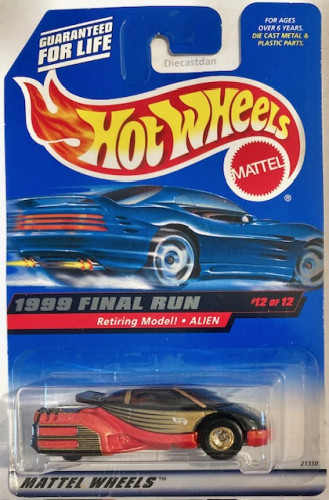 GUARANTEED
FOR LIFE
FOR AGES
OVER 6 YEARS.
DIE CAST METAL &
PLASTIC PARTS.
Diecastdan
HOT WHEELS
MATTEL
®
1999 FINAL RUN
#12 OF 12
Retiring Model! • ALIEN
21350
MATTEL WHEELS™